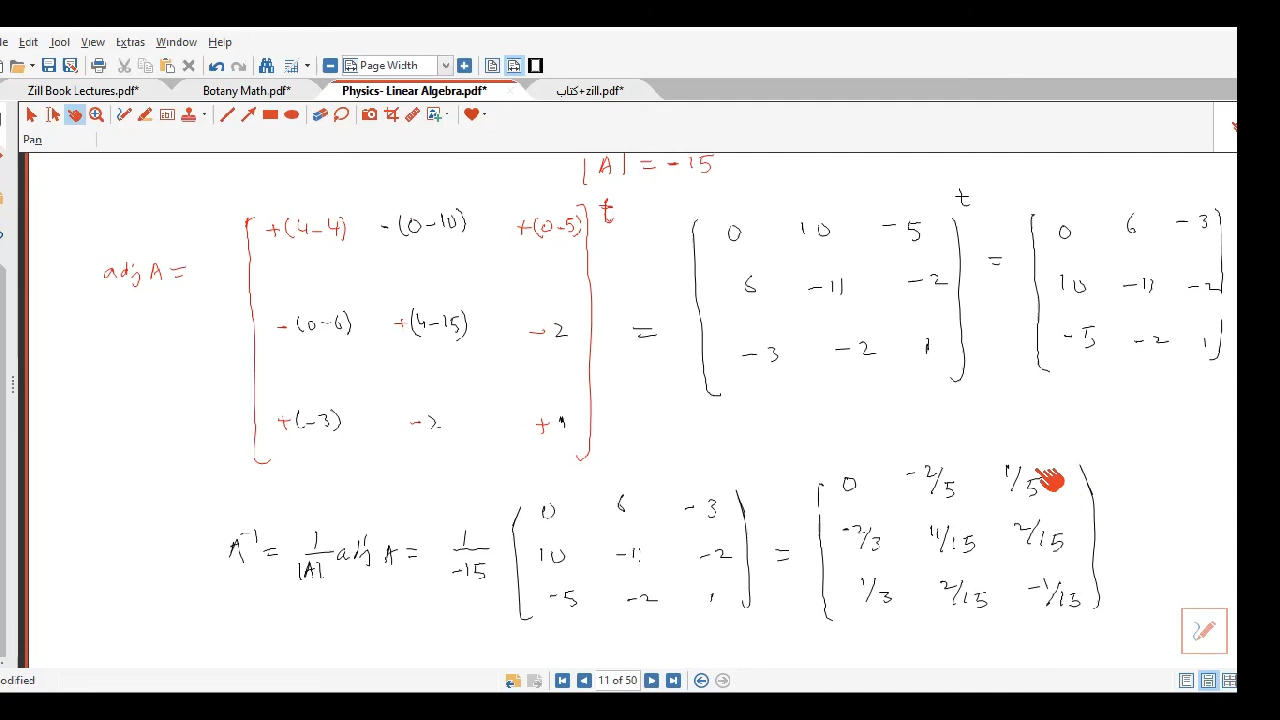 le Edit Tool View Extras Window Help
Page Width
Zill Book Lectures.pdf* Botany Math.pdf* Physics- Linear Algebra.pdf* كتاب+zill.pdf*
Pan
|A| = -15
adj A = [ +(4-4) -(0-10) +(0-5) ]t = [ 0 10 -5 ]t = [ 0 6 -3 ]
-(0-6) +(4-15) -2 6 -11 -2 10 -11 -2
+(-3) -2 +1 -3 -2 1 -5 -2 1
A⁻¹ = 1/|A| adj A = 1/-15 [ 0 6 -3 ] = [ 0 -2/5 1/5 ]
10 -11 -2 -2/3 11/15 2/15
-5 -2 1 1/3 2/15 -1/15
odified 11 of 50